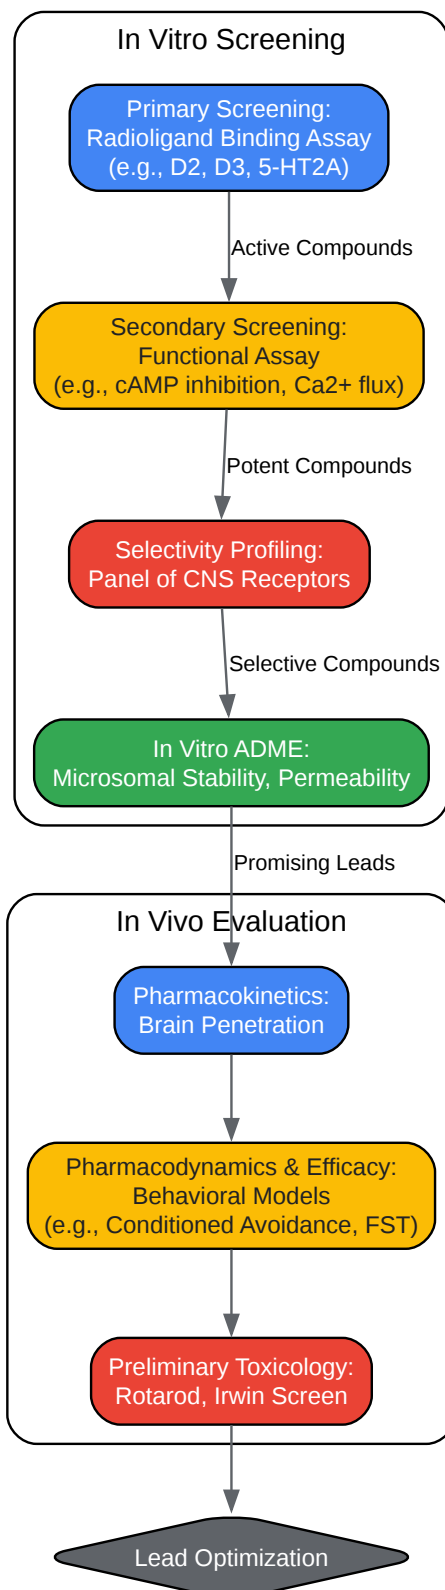 In Vitro Screening
Primary Screening:
Radioligand Binding Assay
(e.g., D2, D3, 5-HT2A)
Active Compounds
Secondary Screening:
Functional Assay
(e.g., cAMP inhibition, Ca2+ flux)
Potent Compounds
Selectivity Profiling:
Panel of CNS Receptors
Selective Compounds
In Vitro ADME:
Microsomal Stability, Permeability
Promising Leads
In Vivo Evaluation
Pharmacokinetics:
Brain Penetration
Pharmacodynamics & Efficacy:
Behavioral Models
(e.g., Conditioned Avoidance, FST)
Preliminary Toxicology:
Rotarod, Irwin Screen
Lead Optimization